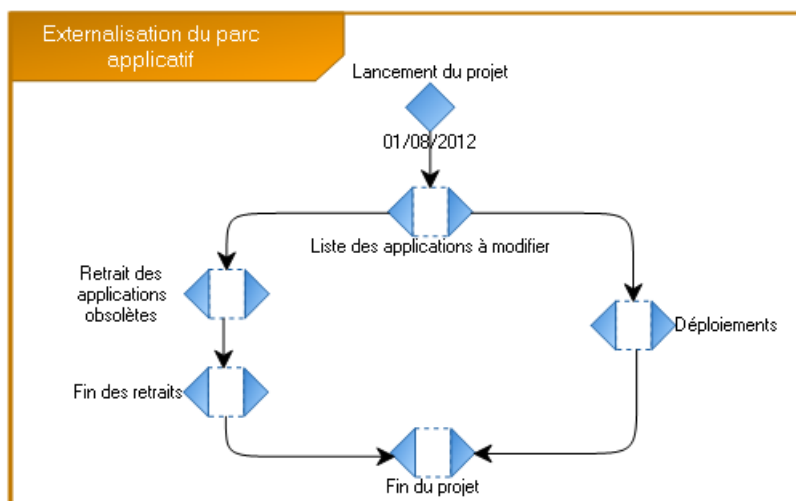 Externalisation du parc
applicatif
Lancement du projet
01/08/2012
Liste des applications à modifier
Retrait des
applications
obsolètes
Déploiements
Fin des retraits
Fin du projet